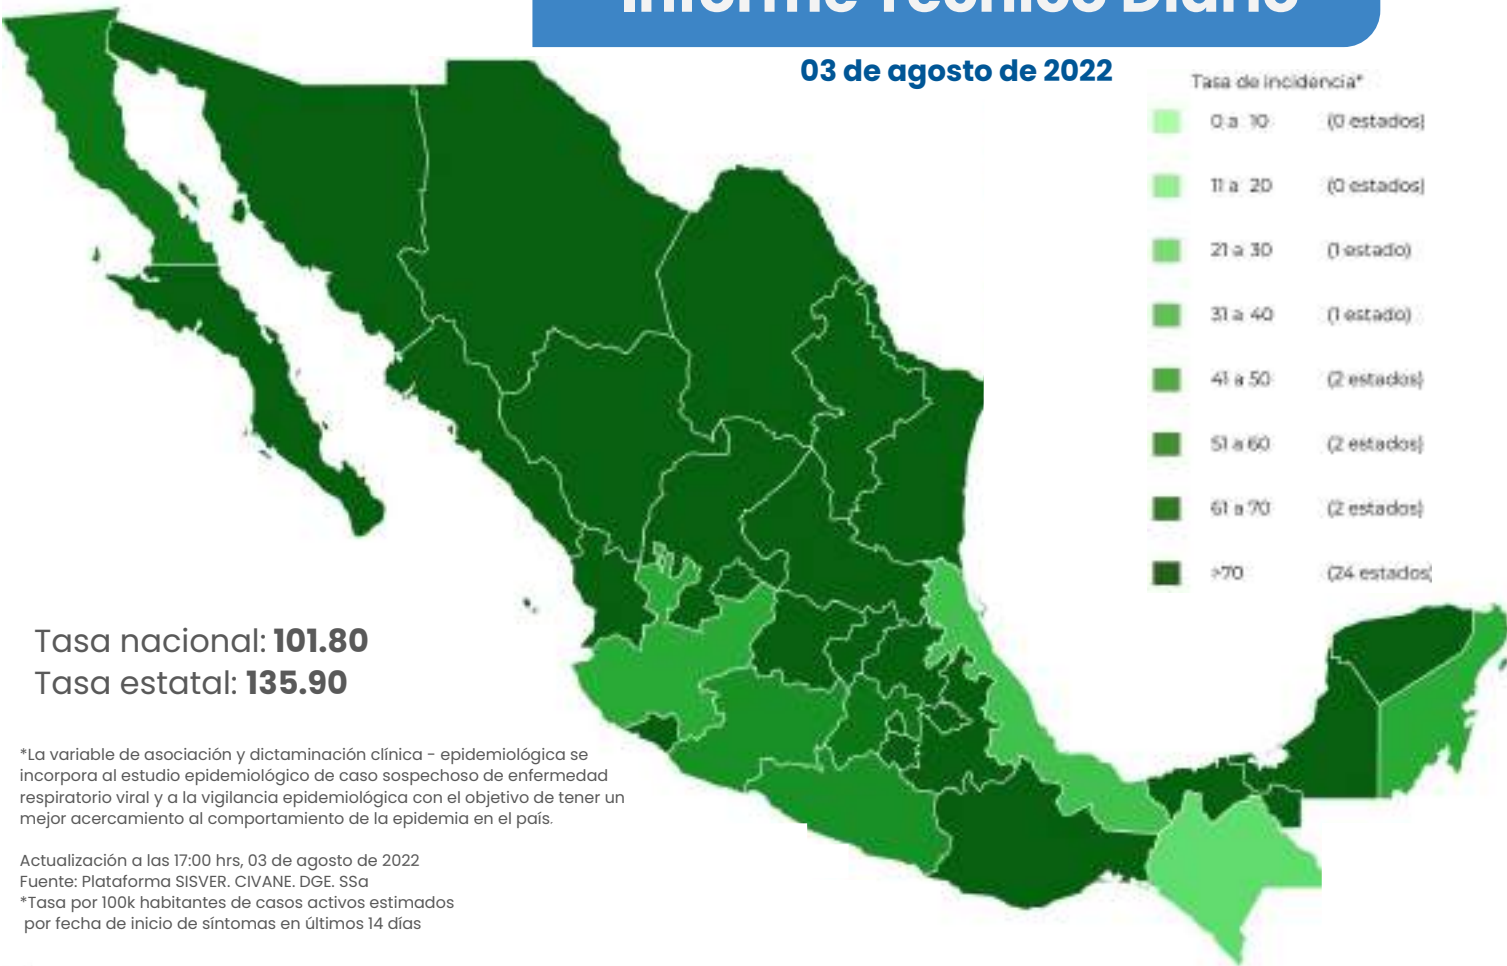 Informe Técnico Diario
03 de agosto de 2022
Tasa de Incidencia*
0 a 10 (0 estados)
11 a 20 (0 estados)
21 a 30 (1 estado)
31 a 40 (1 estado)
41 a 50 (2 estados)
51 a 60 (2 estados)
61 a 70 (2 estados)
>70 (24 estados)
Tasa nacional: 101.80
Tasa estatal: 135.90
*La variable de asociación y dictaminación clínica - epidemiológica se
incorpora al estudio epidemiológico de caso sospechoso de enfermedad
respiratorio viral y a la vigilancia epidemiológica con el objetivo de tener un
mejor acercamiento al comportamiento de la epidemia en el país.
Actualización a las 17:00 hrs, 03 de agosto de 2022
Fuente: Plataforma SISVER. CIVANE. DGE. SSa
*Tasa por 100k habitantes de casos activos estimados
por fecha de inicio de síntomas en últimos 14 días